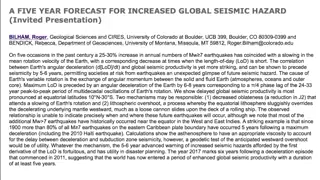 A FIVE YEAR FORECAST FOR INCREASED GLOBAL SEISMIC HAZARD
(Invited Presentation)
BILHAM, Roger, Geological Sciences and CIRES, University of Colorado at Boulder, UCB 399, Boulder, CO 80309-0399 and
BENDICK, Rebecca, Department of Geosciences, University of Montana, Missoula, MT 59812, Roger.Bilham@colorado.edu
On five occasions in the past century a 25-30% increase in annual numbers of Mw≥7 earthquakes has coincided with a slowing in the
mean rotation velocity of the Earth, with a corresponding decrease at times when the length-of-day (LoD) is short. The correlation
between Earth's angular deceleration (d[LoD]/dt) and global seismic productivity is yet more striking, and can be shown to precede
seismicity by 5-6 years, permitting societies at risk from earthquakes an unexpected glimpse of future seismic hazard. The cause of
Earth's variable rotation is the exchange of angular momentum between the solid and fluid Earth (atmospheres, oceans and outer
core). Maximum LoD is preceded by an angular deceleration of the Earth by 6-8 years corresponding to a π/4 phase lag of the 24-33
year peak-to-peak period of multidecadal oscillations of Earth's rotation. We show delayed global seismic productivity is most
pronounced at equatorial latitudes 10°N-30°S. Two mechanisms may be responsible: (1) decreased oblateness (a reduction in J2) that
attends a slowing of Earth's rotation and (2) lithospheric overshoot, a process whereby the equatorial lithosphere sluggishly overrides
the decelerating underlying mantle westward, much as a loose carmon slides upon the deck of a rolling ship. The observed
relationship is unable to indicate precisely when and where these future earthquakes will occur, although we note that most of the
additional Mw>7 earthquakes have historically occurred near the equator in the West and East Indies. A striking example is that since
1900 more than 80% of all M7 earthquakes on the eastern Caribbean plate boundary have occurred 5 years following a maximum
deceleration (including the 2010 Haiti earthquake). Calculations show the asthenosphere to have an appropriate viscosity to account
for the delay between deceleration and subduction zone seismicity, however, a geodetic test of the anticipated westward overshoot
would be of utility. Whatever the mechanism, the 5-6 year advanced warning of increased seismic hazards afforded by the first
derivative of the LoD is fortuitous, and has utility in disaster planning. The year 2017 marks six years following a deceleration episode
that commenced in 2011, suggesting that the world has now entered a period of enhanced global seismic productivity with a duration
of at least five years.